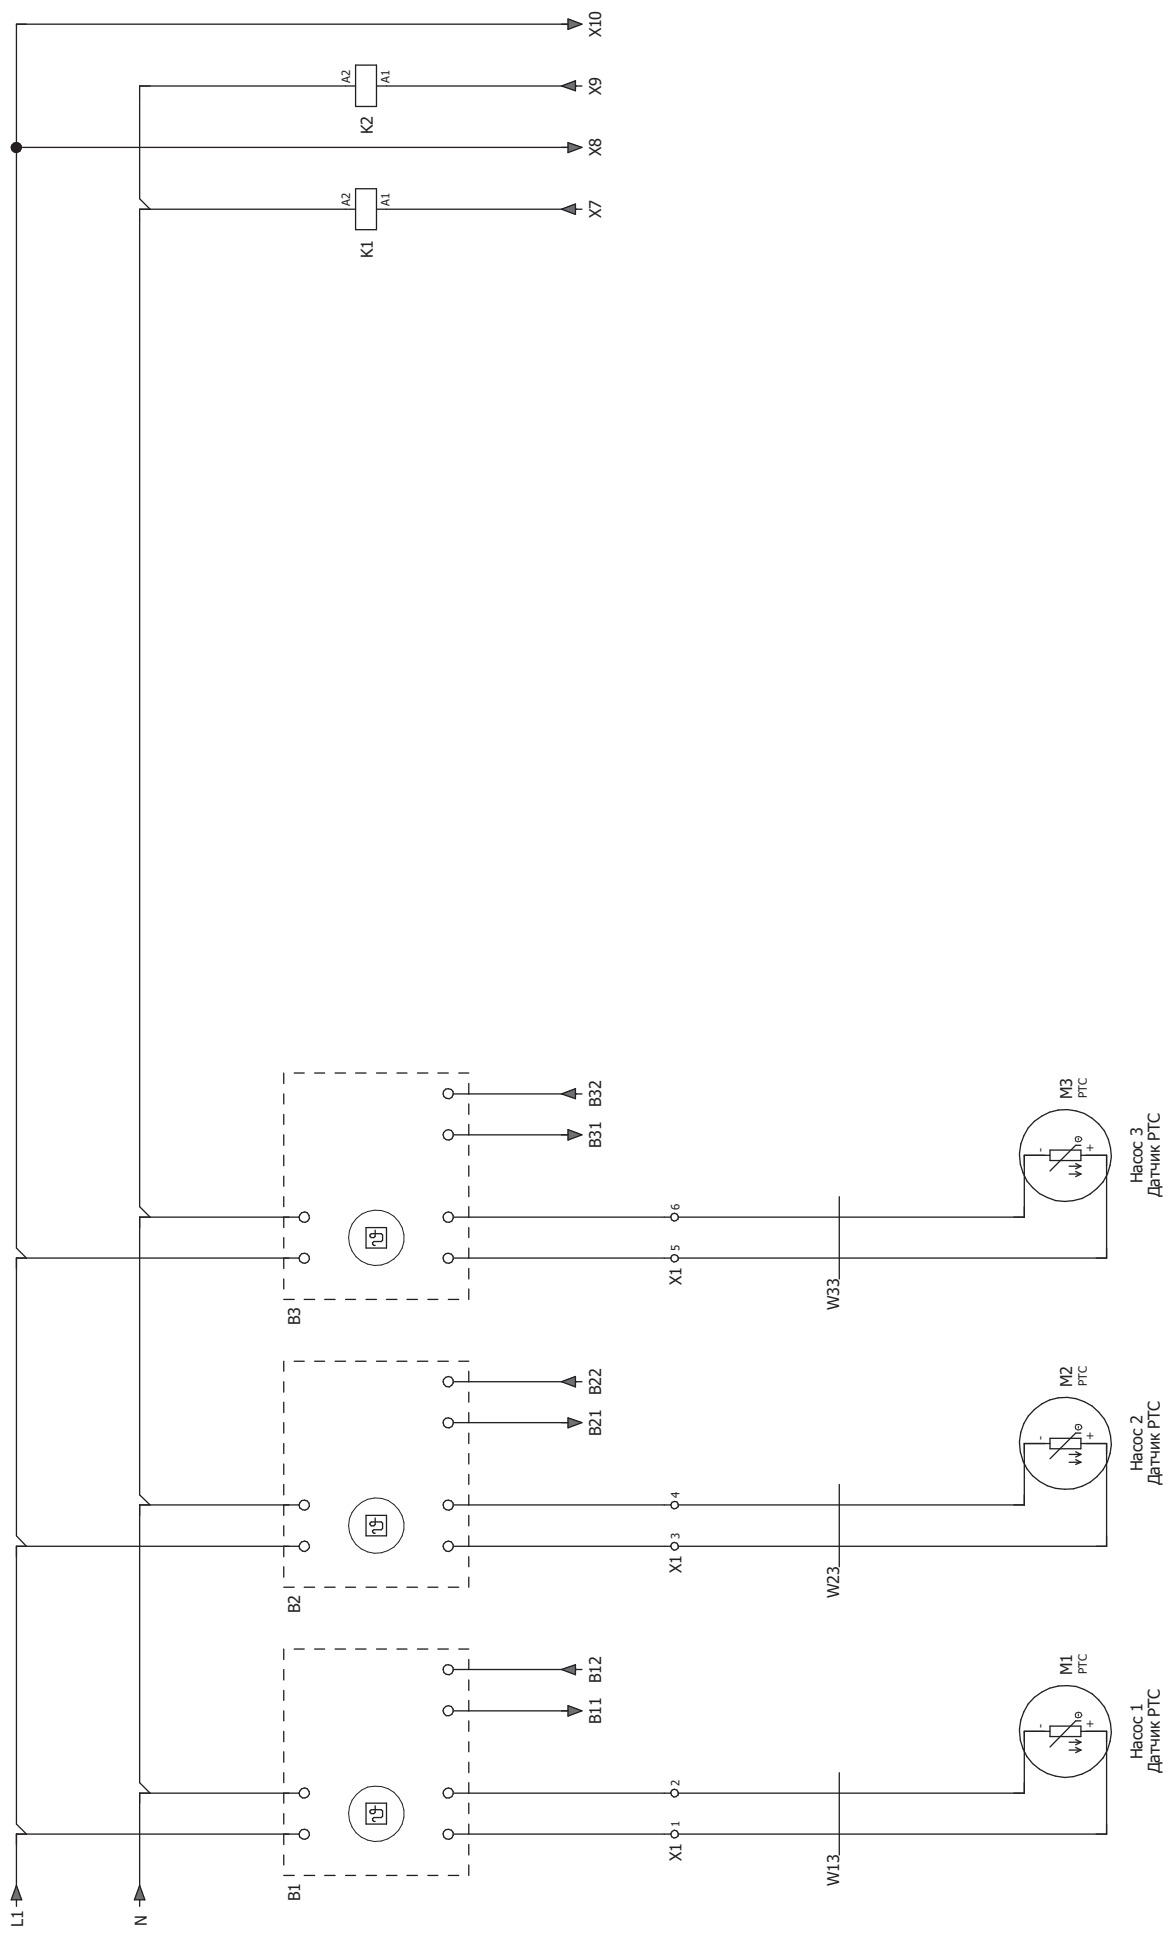 L1
N
B1
B11
B12
X1
1
2
W13
M1
PTC
Насос 1
Датчик PTC
B2
B21
B22
X1
3
4
W23
M2
PTC
Насос 2
Датчик PTC
B3
B31
B32
X1
5
6
W33
M3
PTC
Насос 3
Датчик PTC
K1
A2
A1
X7
X8
K2
A2
A1
X9
X10
ϑ
ϑ
ϑ
-
+
Θ
-
+
Θ
-
+
Θ